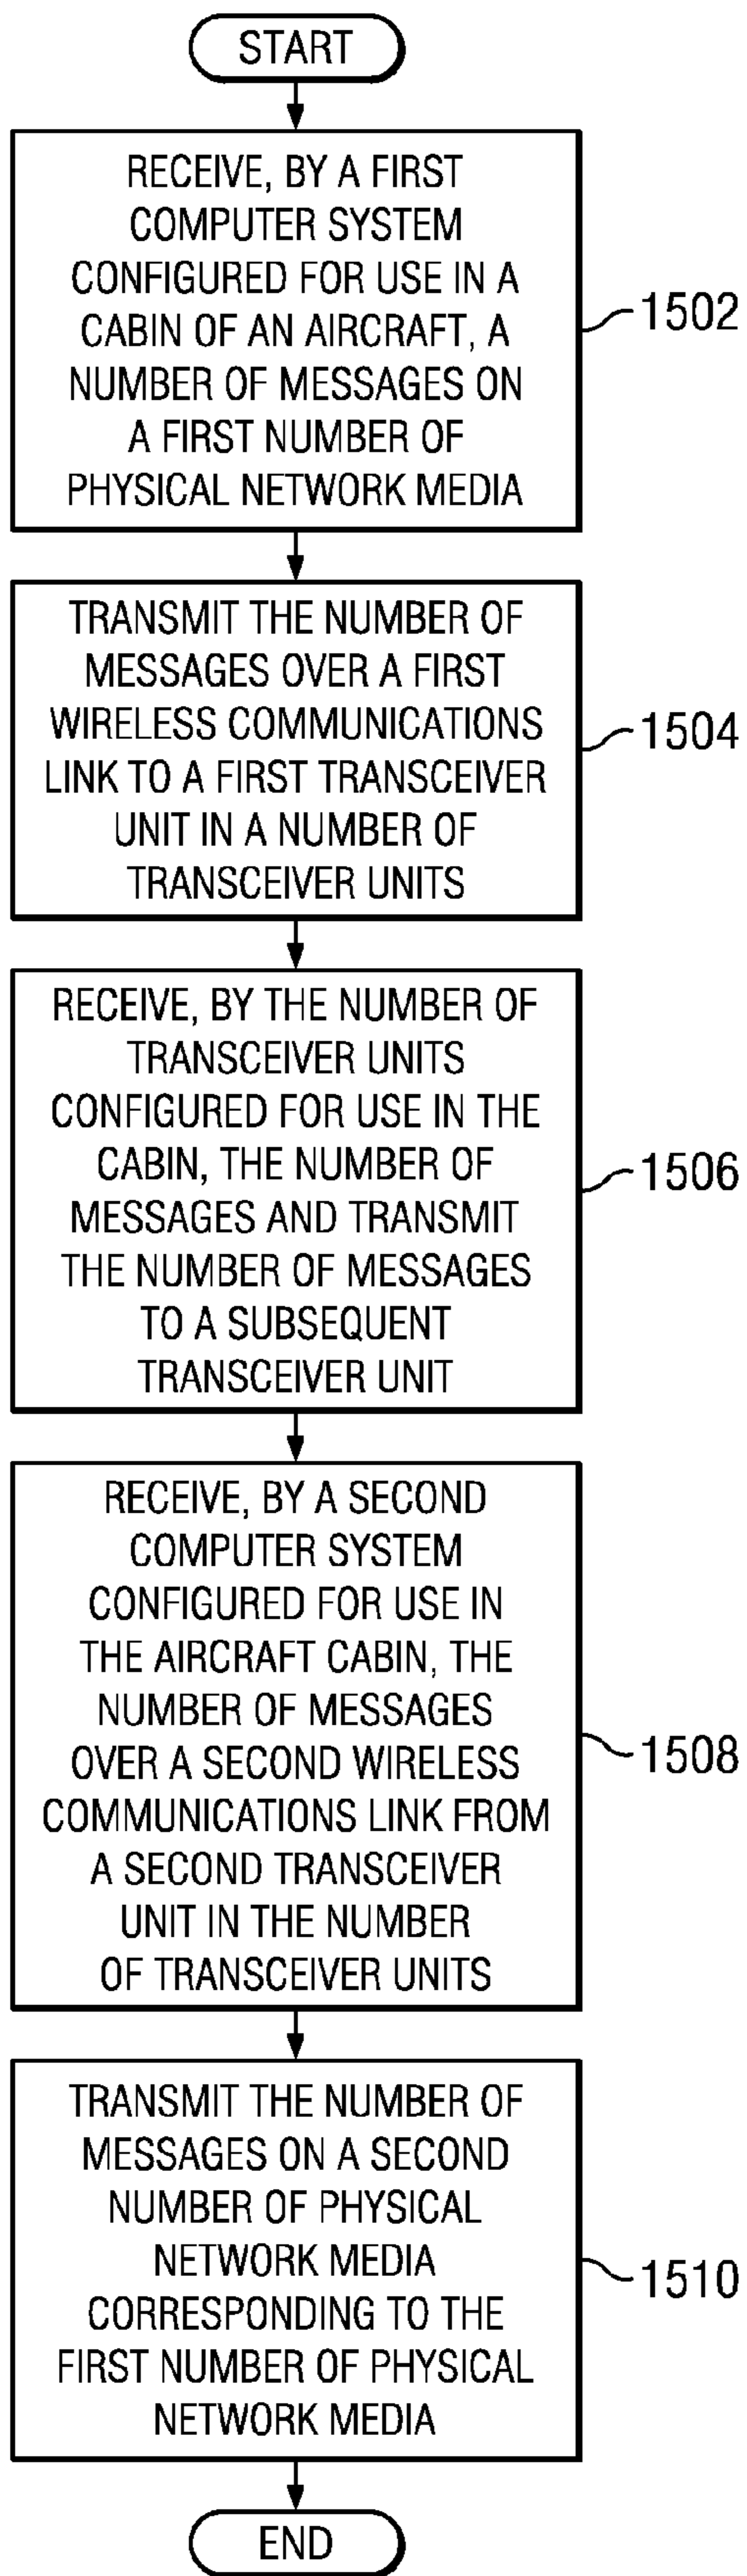 START
RECEIVE, BY A FIRST
COMPUTER SYSTEM
CONFIGURED FOR USE IN A
CABIN OF AN AIRCRAFT, A
NUMBER OF MESSAGES ON
A FIRST NUMBER OF
PHYSICAL NETWORK MEDIA
1502
TRANSMIT THE NUMBER OF
MESSAGES OVER A FIRST
WIRELESS COMMUNICATIONS
LINK TO A FIRST TRANSCEIVER
UNIT IN A NUMBER OF
TRANSCEIVER UNITS
1504
RECEIVE, BY THE NUMBER OF
TRANSCEIVER UNITS
CONFIGURED FOR USE IN THE
CABIN, THE NUMBER OF
MESSAGES AND TRANSMIT
THE NUMBER OF MESSAGES
TO A SUBSEQUENT
TRANSCEIVER UNIT
1506
RECEIVE, BY A SECOND
COMPUTER SYSTEM
CONFIGURED FOR USE IN
THE AIRCRAFT CABIN, THE
NUMBER OF MESSAGES
OVER A SECOND WIRELESS
COMMUNICATIONS LINK FROM
A SECOND TRANSCEIVER
UNIT IN THE NUMBER
OF TRANSCEIVER UNITS
1508
TRANSMIT THE NUMBER OF
MESSAGES ON A SECOND
NUMBER OF PHYSICAL
NETWORK MEDIA
CORRESPONDING TO THE
FIRST NUMBER OF PHYSICAL
NETWORK MEDIA
1510
END